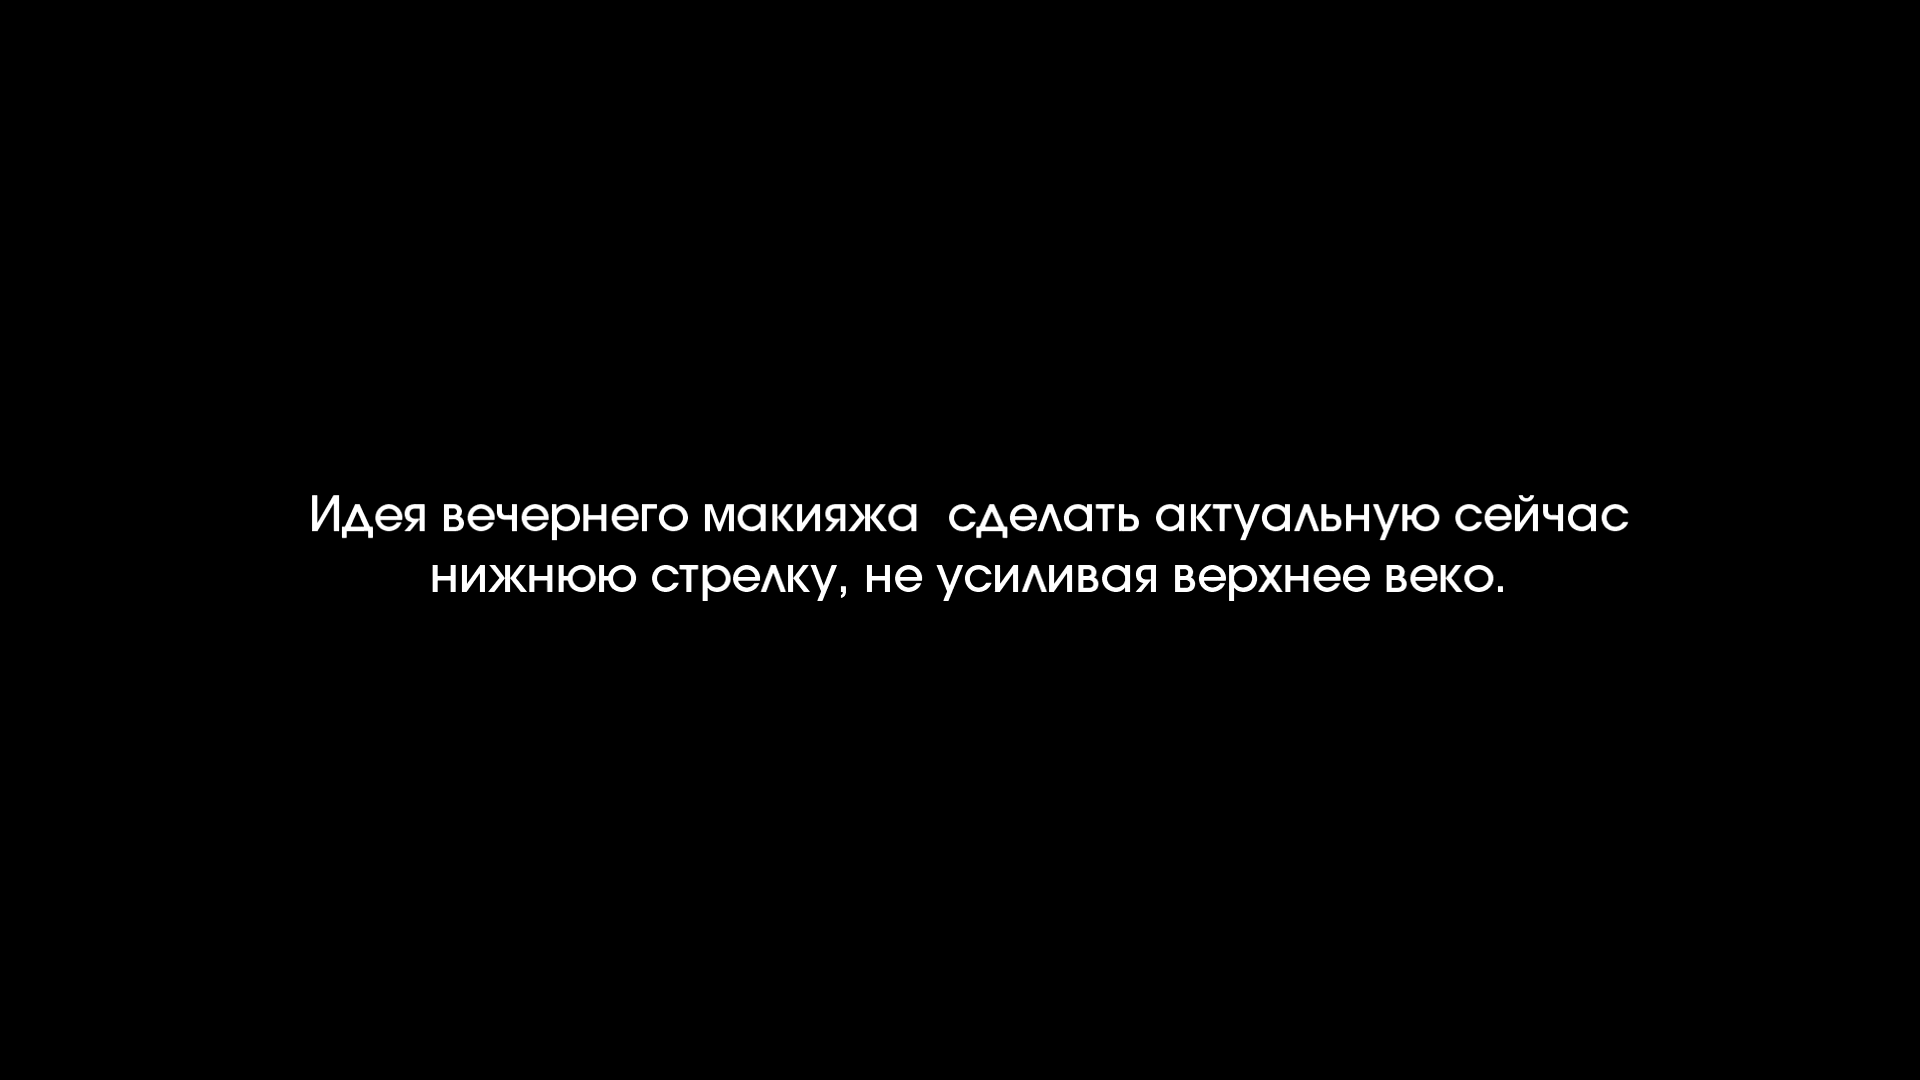 Идея вечернего макияжа  сделать актуальную сейчас
нижнюю стрелку, не усиливая верхнее веко.